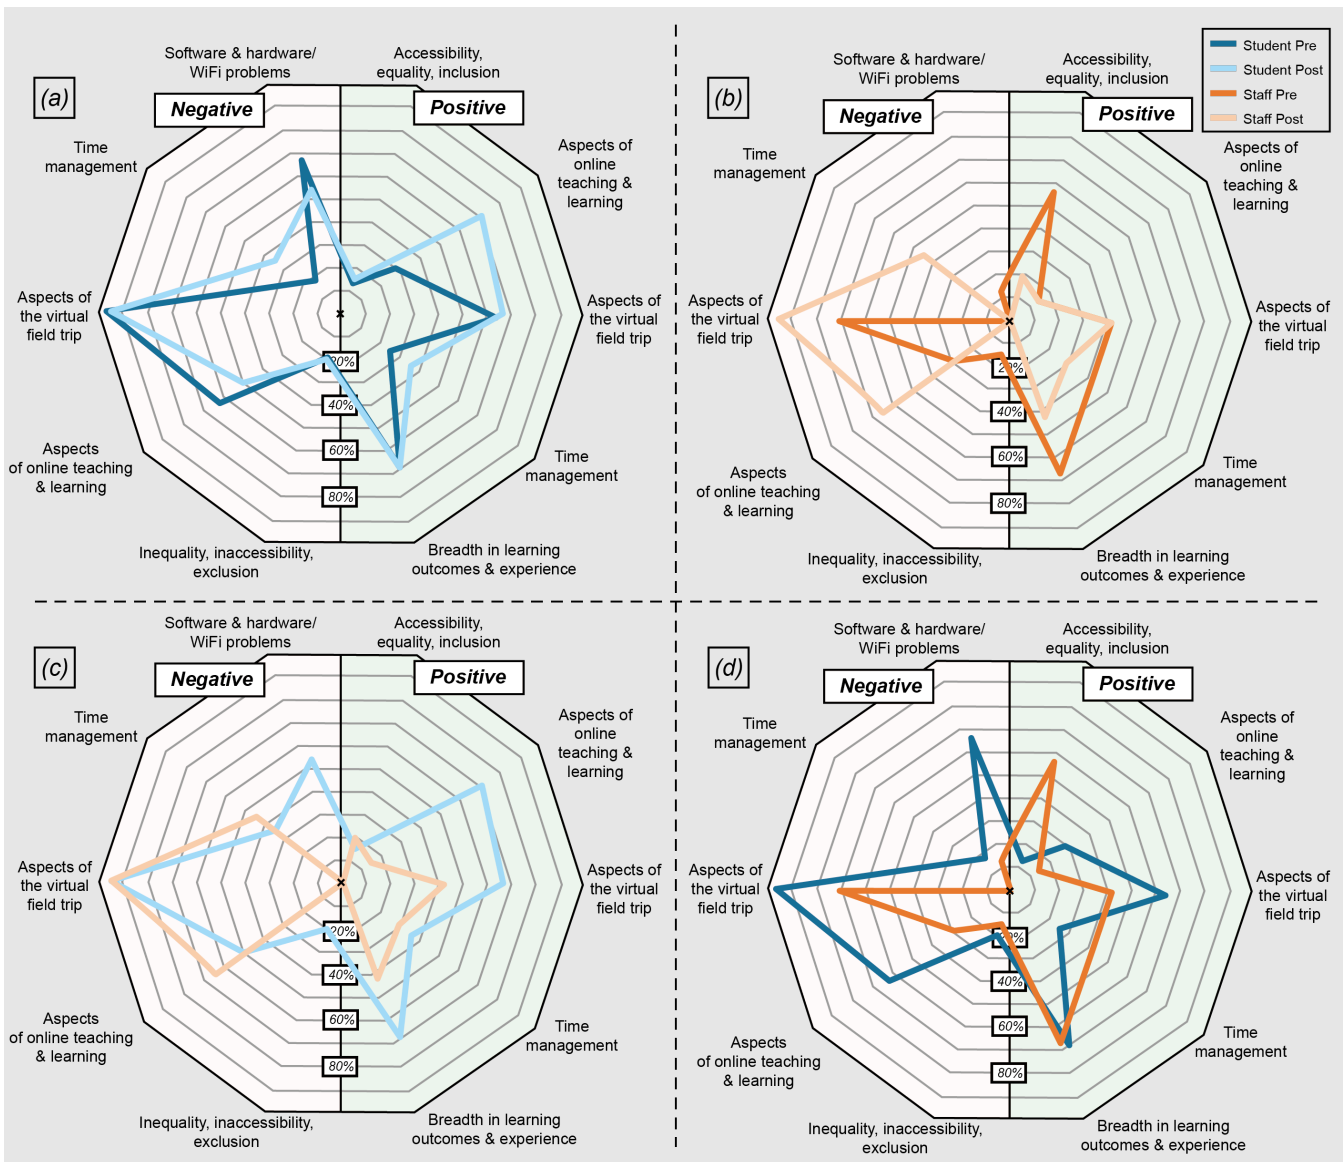 (a)
Software & hardware/
WiFi problems
Accessibility,
equality, inclusion
Negative
Positive
Time
management
Aspects of
online
teaching &
learning
Aspects of
the virtual
field trip
Aspects of
the virtual
field trip
20%
40%
60%
80%
Aspects
of online teaching
& learning
Time
management
Inequality, inaccessibility,
exclusion
Breadth in learning
outcomes & experience
(b)
Software & hardware/
WiFi problems
Accessibility,
equality, inclusion
Student Pre
Student Post
Staff Pre
Staff Post
Negative
Positive
Time
management
Aspects of
online
teaching &
learning
Aspects of
the virtual
field trip
Aspects of
the virtual
field trip
20%
40%
60%
80%
Aspects
of online teaching
& learning
Time
management
Inequality, inaccessibility,
exclusion
Breadth in learning
outcomes & experience
(c)
Software & hardware/
WiFi problems
Accessibility,
equality, inclusion
Negative
Positive
Time
management
Aspects of
online
teaching &
learning
Aspects of
the virtual
field trip
Aspects of
the virtual
field trip
20%
40%
60%
80%
Aspects
of online teaching
& learning
Time
management
Inequality, inaccessibility,
exclusion
Breadth in learning
outcomes & experience
(d)
Software & hardware/
WiFi problems
Accessibility,
equality, inclusion
Negative
Positive
Time
management
Aspects of
online
teaching &
learning
Aspects of
the virtual
field trip
Aspects of
the virtual
field trip
20%
40%
60%
80%
Aspects
of online teaching
& learning
Time
management
Inequality, inaccessibility,
exclusion
Breadth in learning
outcomes & experience